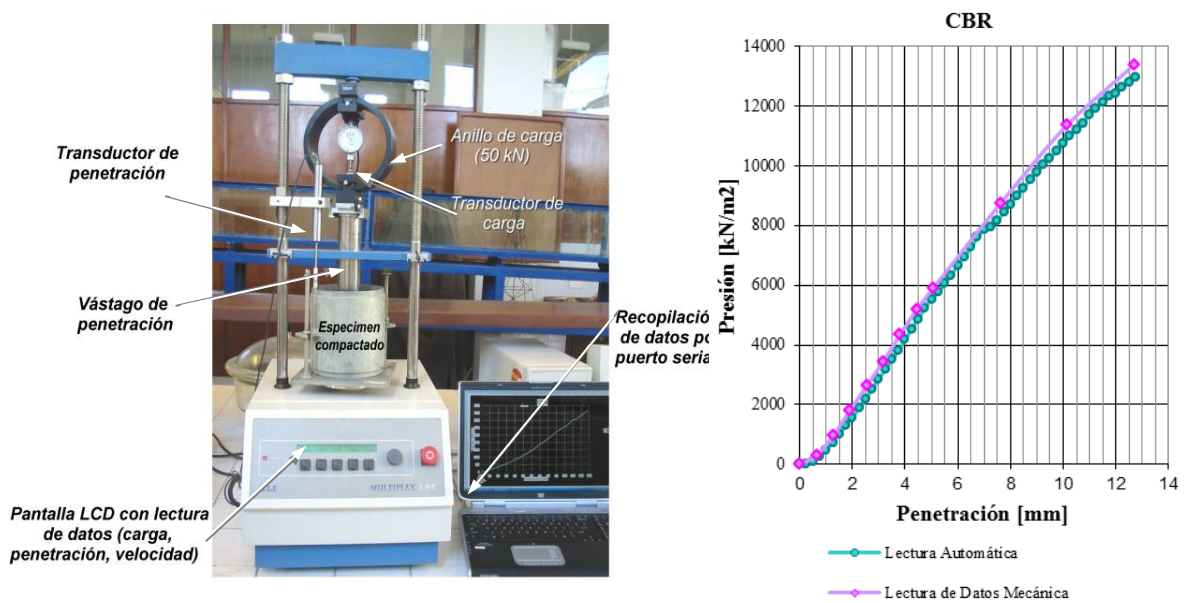 Transductor de
penetración
Anillo de carga
(50 kN)
Transductor de
carga
Vástago de
penetración
Especimen
compactado
Recopilació
de datos po
puerto seria
ELE
MULTIPLEX
Pantalla LCD con lectura
de datos (carga,
penetración, velocidad)
CBR
Presión [kN/m2]
14000
12000
10000
8000
6000
4000
2000
0
0 2 4 6 8 10 12 14
Penetración [mm]
Lectura Automática
Lectura de Datos Mecánica